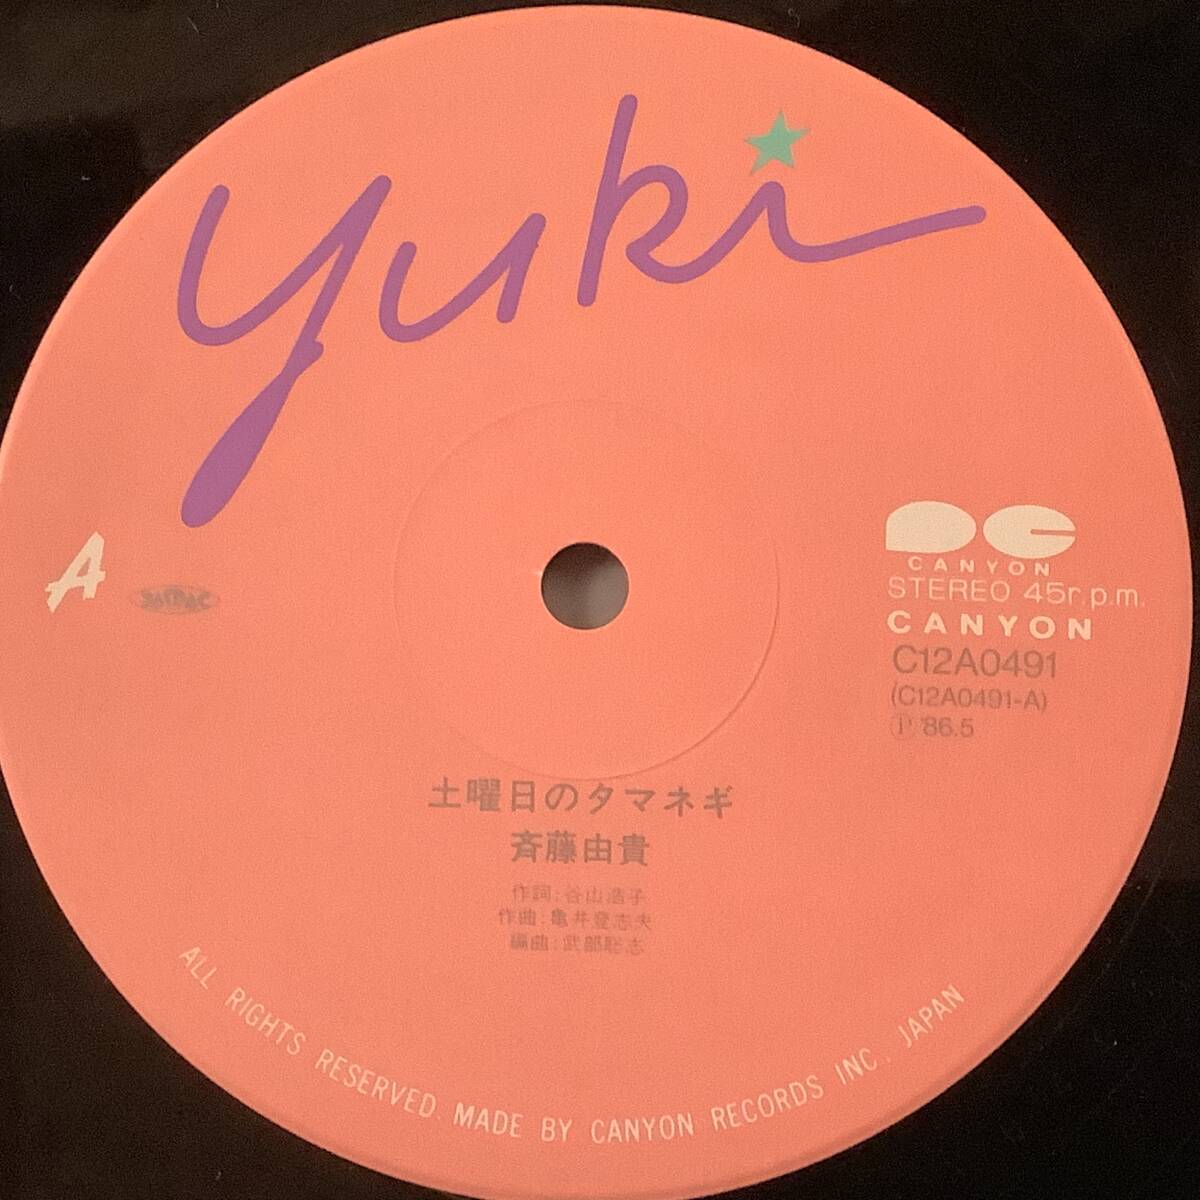 yuki
A
CANYON
STEREO 45r.p.m.
CANYON
C12A0491
(C12A0491-A)
Ⓟ'86.5
土曜日のタマネギ
斉藤由貴
作詞:谷山浩子
作曲:亀井登志夫
編曲:武部聡志
ALL RIGHTS RESERVED. MADE BY CANYON RECORDS INC. JAPAN